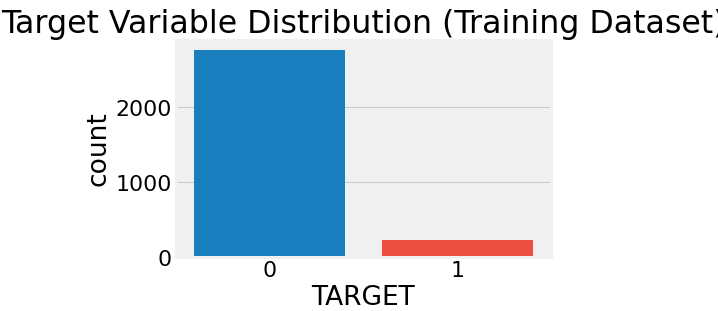 Target Variable Distribution (Training Dataset)
count
2000
1000
0
0 1
TARGET